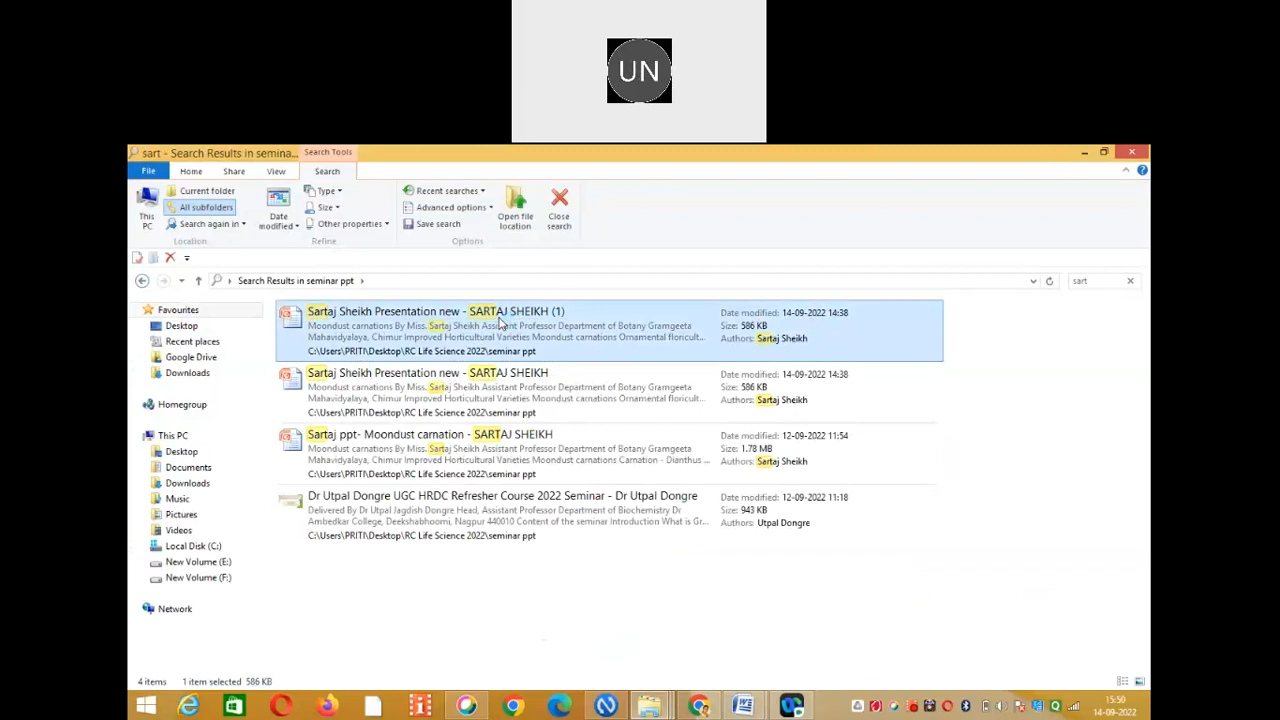 UN
sart - Search Results in semina...
Search Tools
File
Home
Share
View
Search
This PC
Current folder
All subfolders
Search again in
Location
Date modified
Type
Size
Other properties
Refine
Recent searches
Advanced options
Save search
Options
Open file location
Close search
Search Results in seminar ppt
sart
Favourites
Desktop
Recent places
Google Drive
Downloads
Homegroup
This PC
Desktop
Documents
Downloads
Music
Pictures
Videos
Local Disk (C:)
New Volume (E:)
New Volume (F:)
Network
Sartaj Sheikh Presentation new - SARTAJ SHEIKH (1)
Moondust carnations By Miss. Sartaj Sheikh Assistant Professor Department of Botany Gramgeeta
Mahavidyalaya, Chimur Improved Horticultural Varieties Moondust carnations Ornamental floricult...
C:\Users\PRITI\Desktop\RC Life Science 2022\seminar ppt
Date modified: 14-09-2022 14:38
Size: 586 KB
Authors: Sartaj Sheikh
Sartaj Sheikh Presentation new - SARTAJ SHEIKH
Moondust carnations By Miss. Sartaj Sheikh Assistant Professor Department of Botany Gramgeeta
Mahavidyalaya, Chimur Improved Horticultural Varieties Moondust carnations Ornamental floricult...
C:\Users\PRITI\Desktop\RC Life Science 2022\seminar ppt
Date modified: 14-09-2022 14:38
Size: 586 KB
Authors: Sartaj Sheikh
Sartaj ppt- Moondust carnation - SARTAJ SHEIKH
Moondust carnations By Miss. Sartaj Sheikh Assistant Professor Department of Botany Gramgeeta
Mahavidyalaya, Chimur Improved Horticultural Varieties Moondust carnations Carnation - Dianthus ...
C:\Users\PRITI\Desktop\RC Life Science 2022\seminar ppt
Date modified: 12-09-2022 11:54
Size: 1.78 MB
Authors: Sartaj Sheikh
Dr Utpal Dongre UGC HRDC Refresher Course 2022 Seminar - Dr Utpal Dongre
Delivered By Dr Utpal Jagdish Dongre Head, Assistant Professor Department of Biochemistry Dr
Ambedkar College, Deekshabhoomi, Nagpur 440010 Content of the seminar Introduction What is Gr...
C:\Users\PRITI\Desktop\RC Life Science 2022\seminar ppt
Date modified: 12-09-2022 11:18
Size: 943 KB
Authors: Utpal Dongre
4 items
1 item selected 586 KB
15:50
14-09-2022